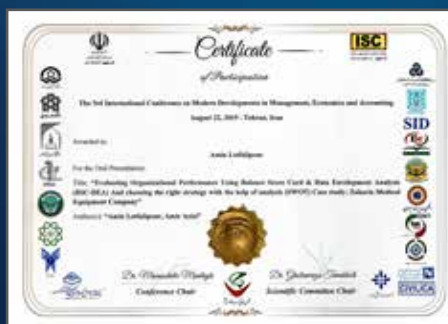 Certificate
ISC
of Participation
The 3rd International Conference on Modern Developments in Management, Economics and Accounting
August 22, 2019 - Tehran, Iran
Awarded to
Amin Lotfalipour
For the Oral Presentation:
Title: "Evaluating Organizational Performance Using Balance Score Card & Data Envelopment Analysis
(BSC-DEA) And choosing the right strategy with the help of analysis (SWOT) Case study:
Medical
Equipment Company"
Author(s) "Amin Lotfalipour, Amir Azizi"
SID
Conference Chair
Scientific Committee Chair
CIVILICA